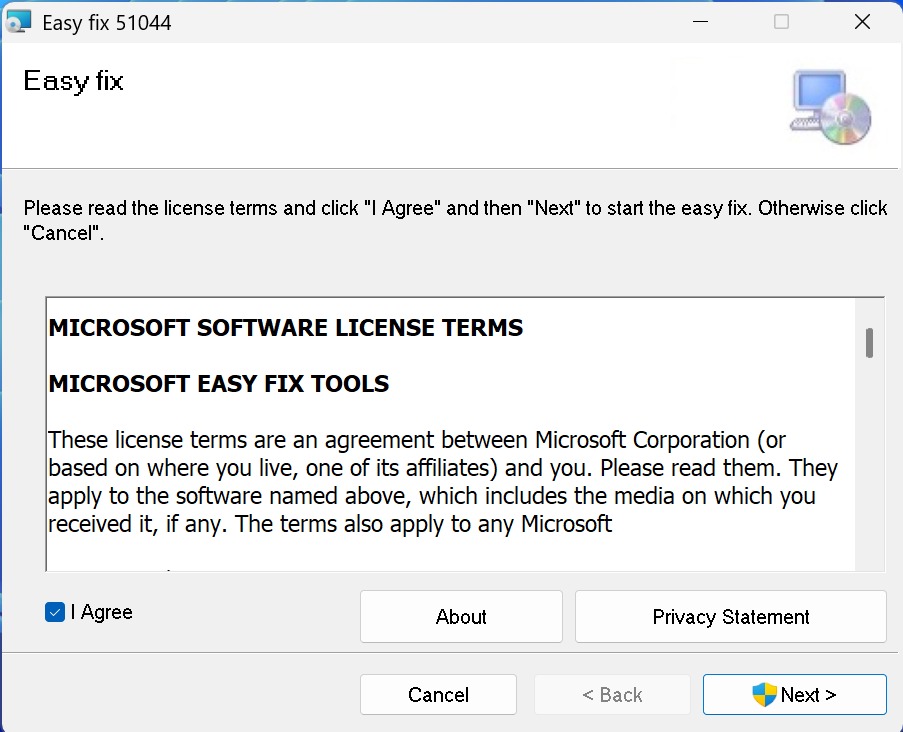 Easy fix 51044
Easy fix
Please read the license terms and click "I Agree" and then "Next" to start the easy fix. Otherwise click
"Cancel".
MICROSOFT SOFTWARE LICENSE TERMS
MICROSOFT EASY FIX TOOLS
These license terms are an agreement between Microsoft Corporation (or
based on where you live, one of its affiliates) and you. Please read them. They
apply to the software named above, which includes the media on which you
received it, if any. The terms also apply to any Microsoft
I Agree
About
Privacy Statement
Cancel
< Back
Next >